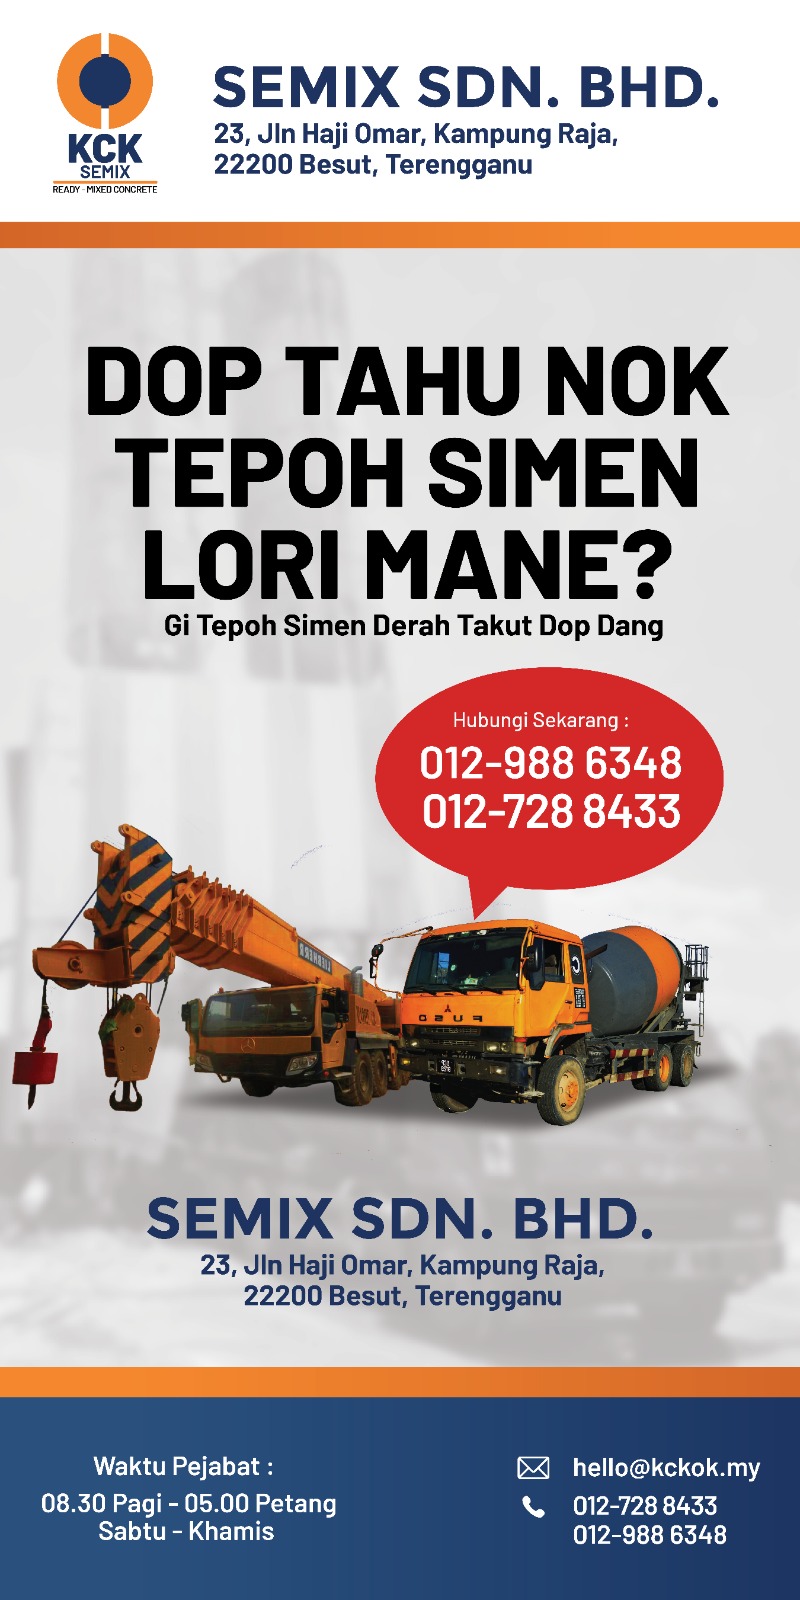 KCK
SEMIX
READY - MIXED CONCRETE
SEMIX SDN. BHD.
23, Jln Haji Omar, Kampung Raja,
22200 Besut, Terengganu
DOP TAHU NOK
TEPOH SIMEN
LORI MANE?
Gi Tepoh Simen Derah Takut Dop Dang
Hubungi Sekarang :
012-988 6348
012-728 8433
LIEBHERR
FUSO
SEMIX SDN. BHD.
23, Jln Haji Omar, Kampung Raja,
22200 Besut, Terengganu
Waktu Pejabat :
08.30 Pagi - 05.00 Petang
Sabtu - Khamis
hello@kckok.my
012-728 8433
012-988 6348